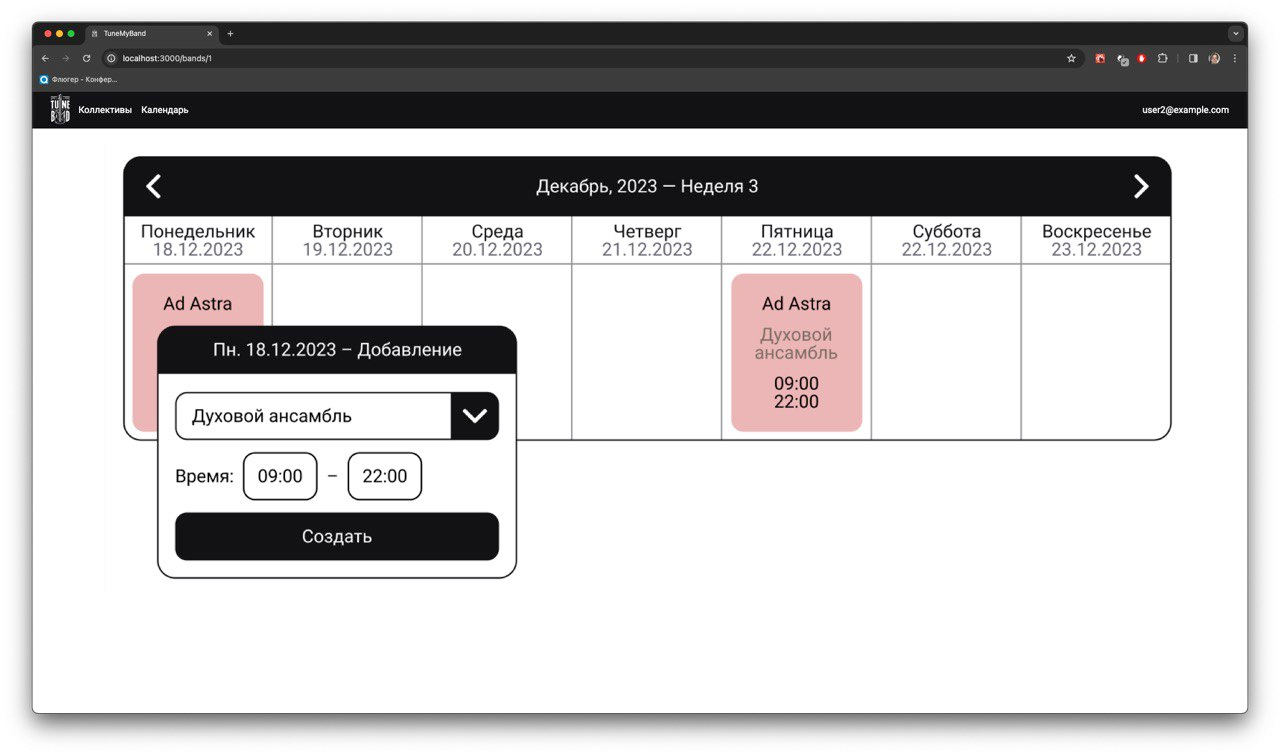 TuneMyBand
localhost:3000/bands/1
Флюгер - Конфер...
TUNE
Коллективы Календарь
user2@example.com
Декабрь, 2023 — Неделя 3
Понедельник Вторник Среда Четверг Пятница Суббота Воскресенье
18.12.2023 19.12.2023 20.12.2023 21.12.2023 22.12.2023 22.12.2023 23.12.2023
Ad Astra
Ad Astra
Духовой
ансамбль
09:00
22:00
Пн. 18.12.2023 – Добавление
Духовой ансамбль
Время: 09:00 – 22:00
Создать